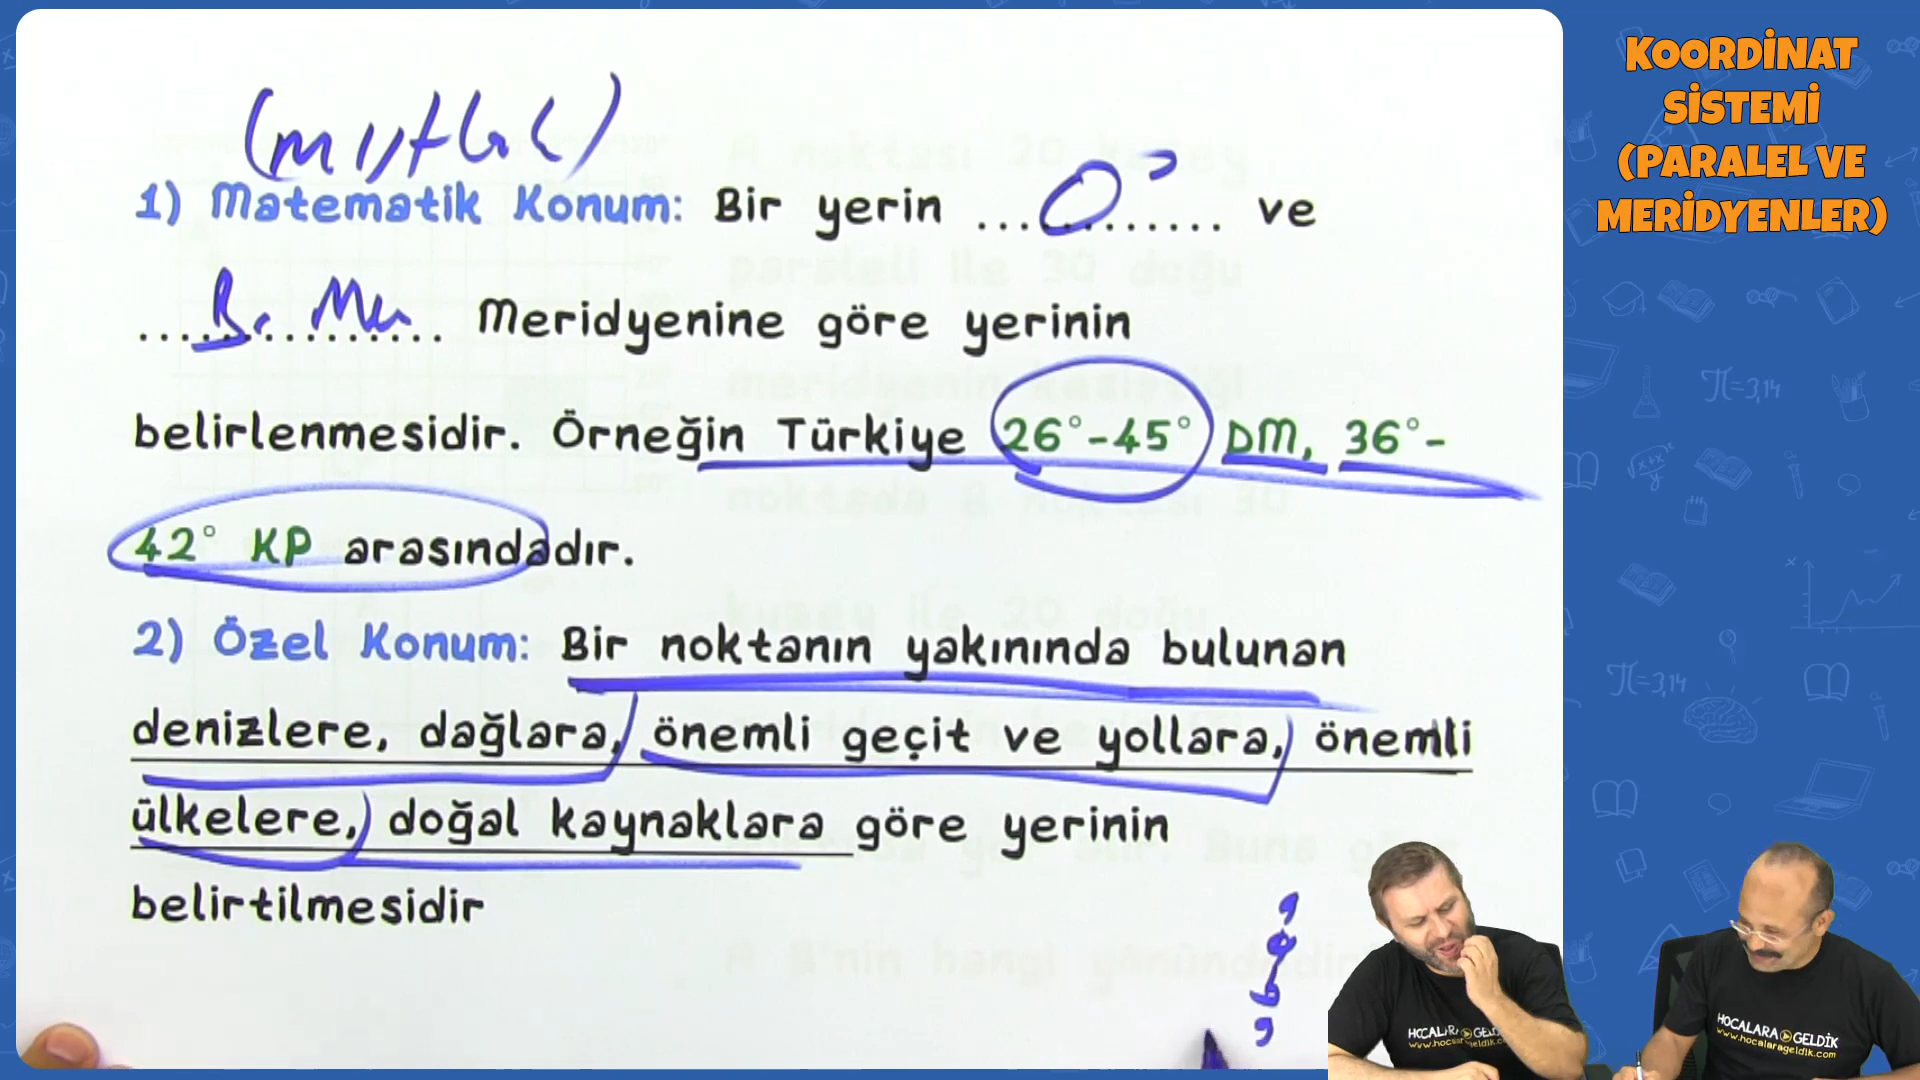 (mutlak)
1) Matematik Konum: Bir yerin ............ ve
................ Meridyenine göre yerinin
belirlenmesidir. Örneğin Türkiye 26°-45° DM, 36°-
42° KP arasındadır.
2) Özel Konum: Bir noktanın yakınında bulunan
denizlere, dağlara, önemli geçit ve yollara, önemli
ülkelere, doğal kaynaklara göre yerinin
belirtilmesidir
KOORDİNAT
SİSTEMİ
(PARALEL VE
MERİDYENLER)
HOCALARA GELDİK
www.hocalarageldik.com